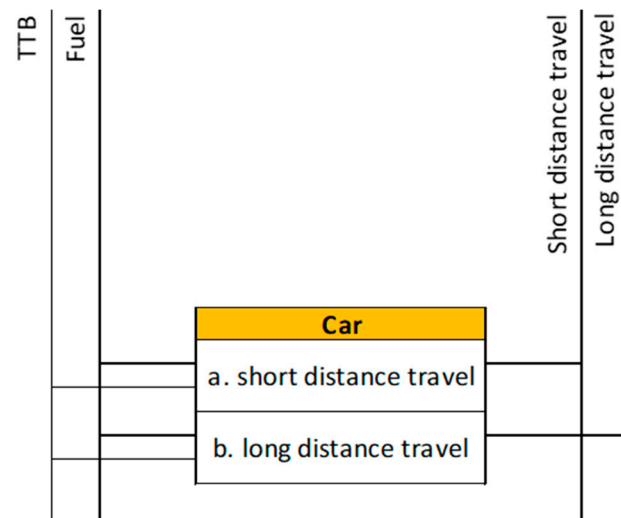 TTB
Fuel
Short distance travel
Long distance travel
Car
a. short distance travel
b. long distance travel